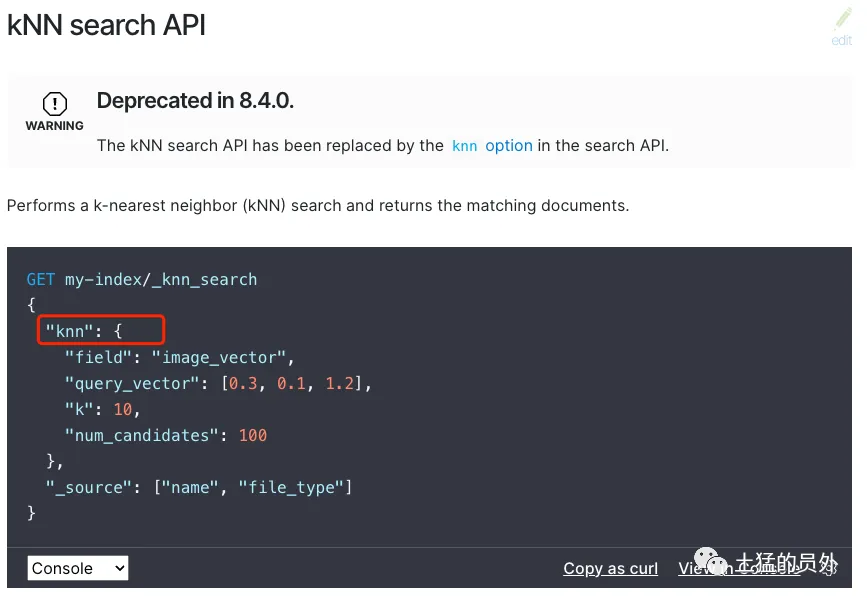 kNN search API
edit
Deprecated in 8.4.0.
WARNING
The kNN search API has been replaced by the knn option in the search API.
Performs a k-nearest neighbor (kNN) search and returns the matching documents.
GET my-index/_knn_search
{
"knn": {
"field": "image_vector",
"query_vector": [0.3, 0.1, 1.2],
"k": 10,
"num_candidates": 100
},
"_source": ["name", "file_type"]
}
Console
Copy as curl
View in Console
土猛的员外